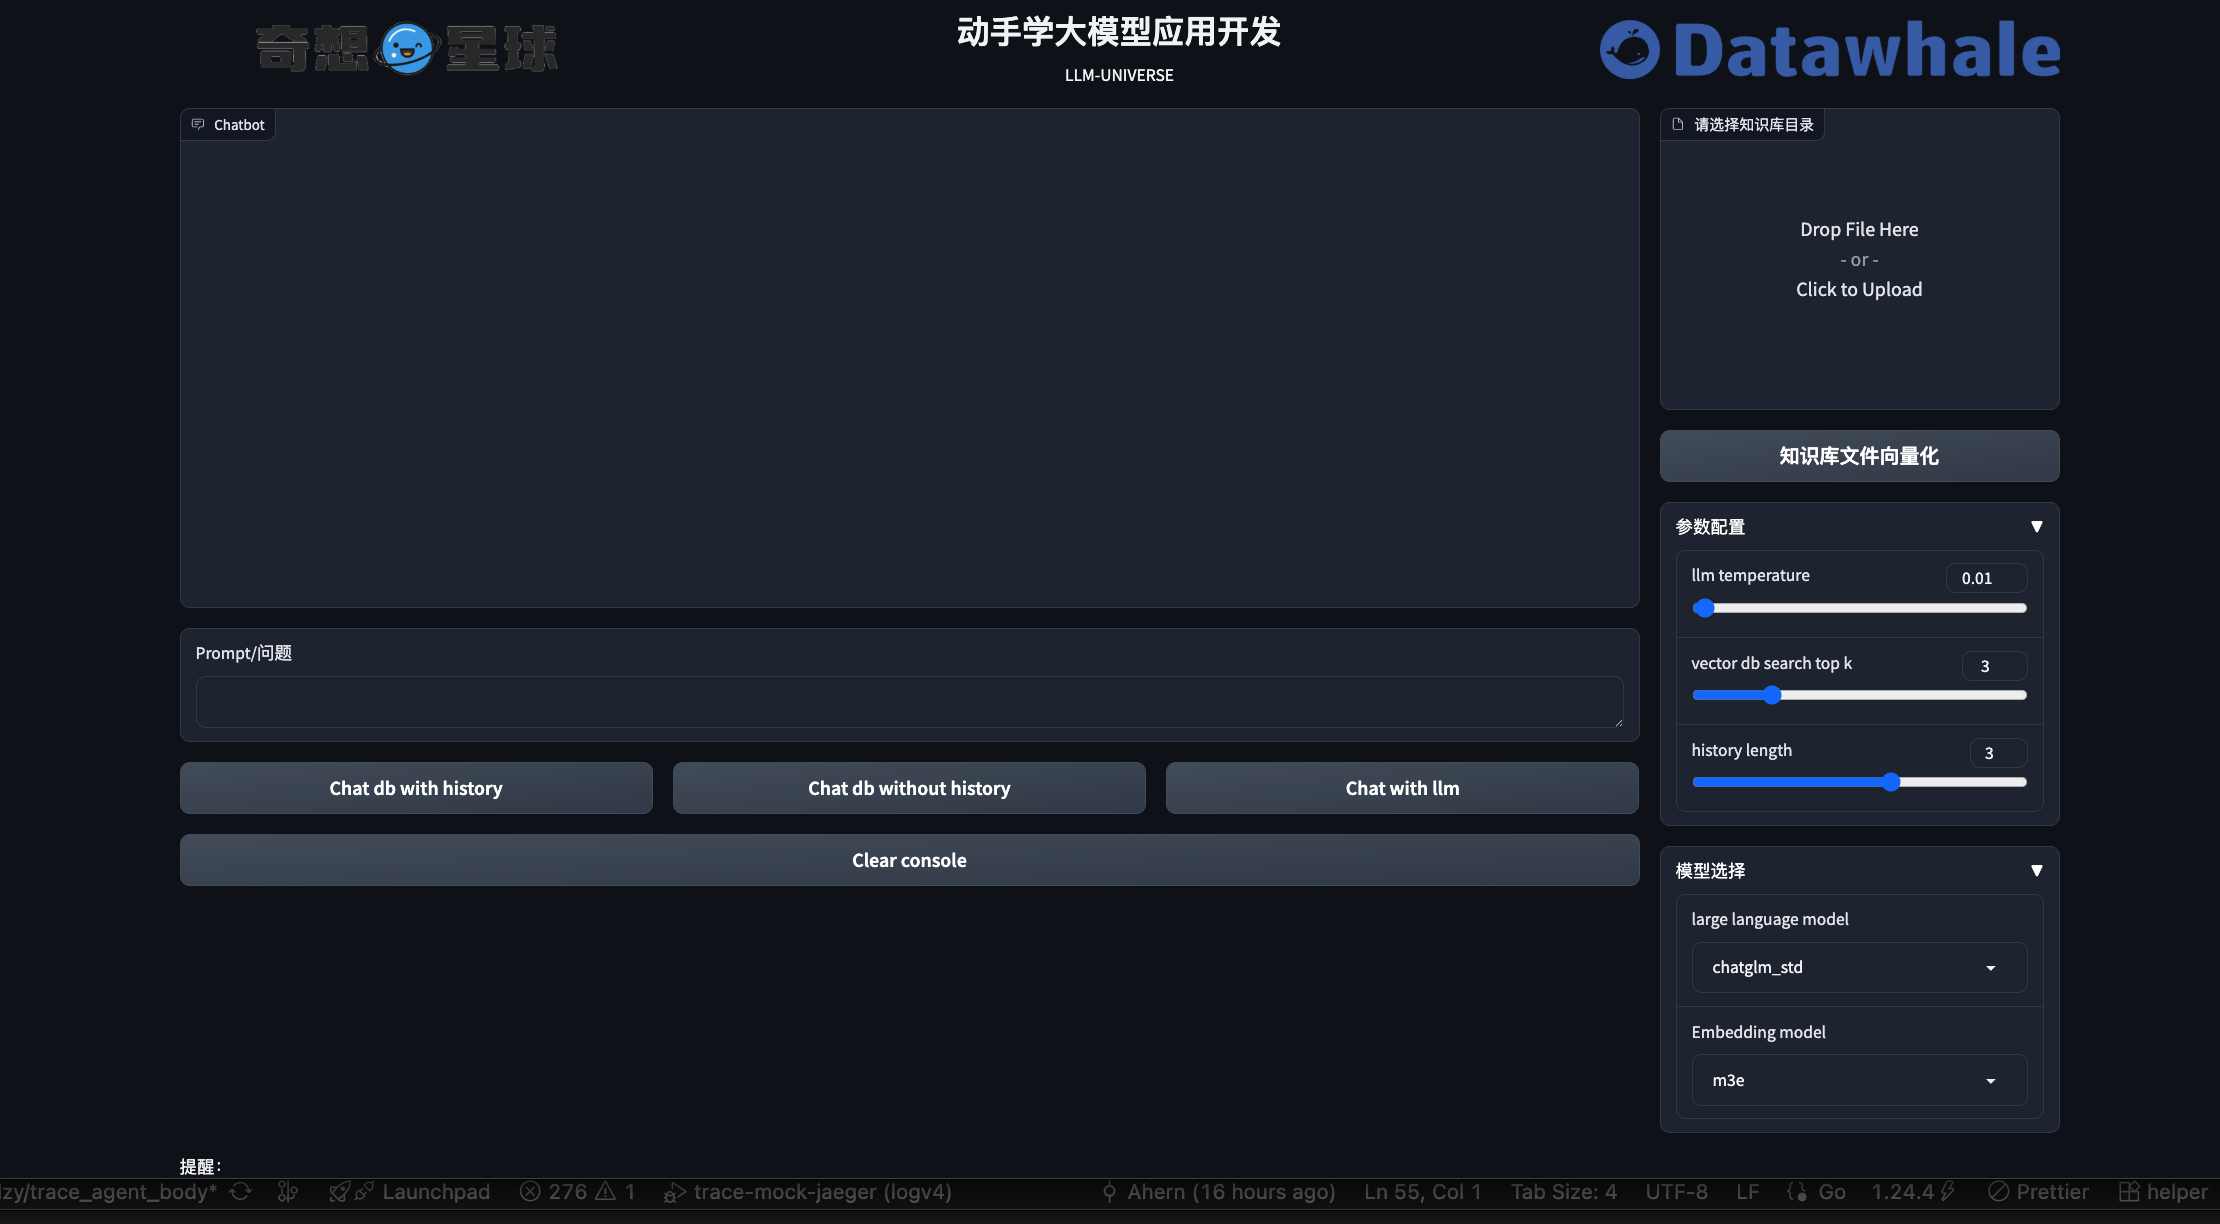 奇想星球
动手学大模型应用开发
LLM-UNIVERSE
Datawhale
Chatbot
Prompt/问题
Chat db with history
Chat db without history
Chat with llm
Clear console
请选择知识库目录
Drop File Here
- or -
Click to Upload
知识库文件向量化
参数配置 ▼
llm temperature 0.01
vector db search top k 3
history length 3
模型选择 ▼
large language model
chatglm_std
Embedding model
m3e
提醒：
zy/trace_agent_body* Launchpad 276 1 trace-mock-jaeger (logv4) Ahern (16 hours ago) Ln 55, Col 1 Tab Size: 4 UTF-8 LF Go 1.24.4 Prettier helper